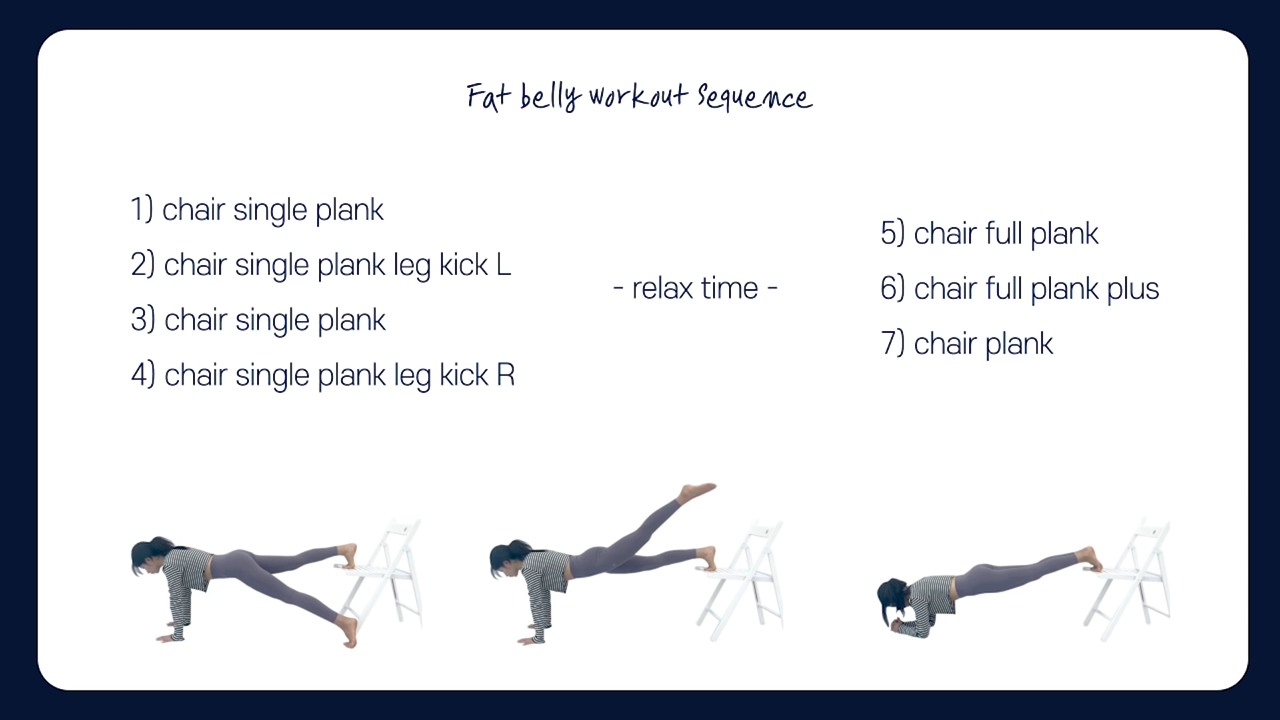 Fat belly workout Sequence
1) chair single plank
2) chair single plank leg kick L
3) chair single plank
4) chair single plank leg kick R
- relax time -
5) chair full plank
6) chair full plank plus
7) chair plank